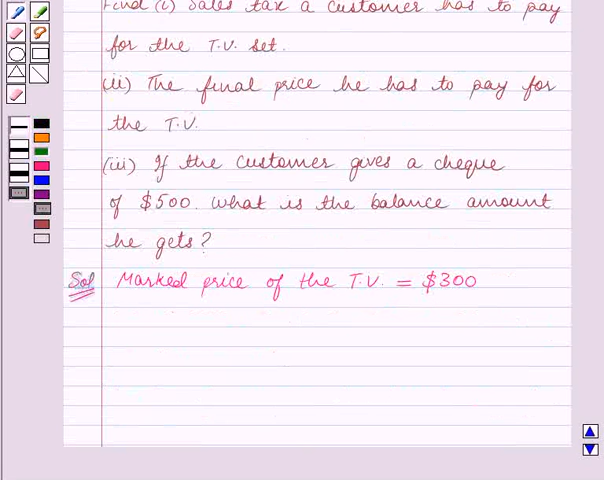 Find (i) Sales tax a customer has to pay
for the T.V. set.
(ii) The final price he has to pay for
the T.V.
(iii) If the customer gives a cheque
of $500. What is the balance amount
he gets?
Sol Marked price of the T.V. = $300